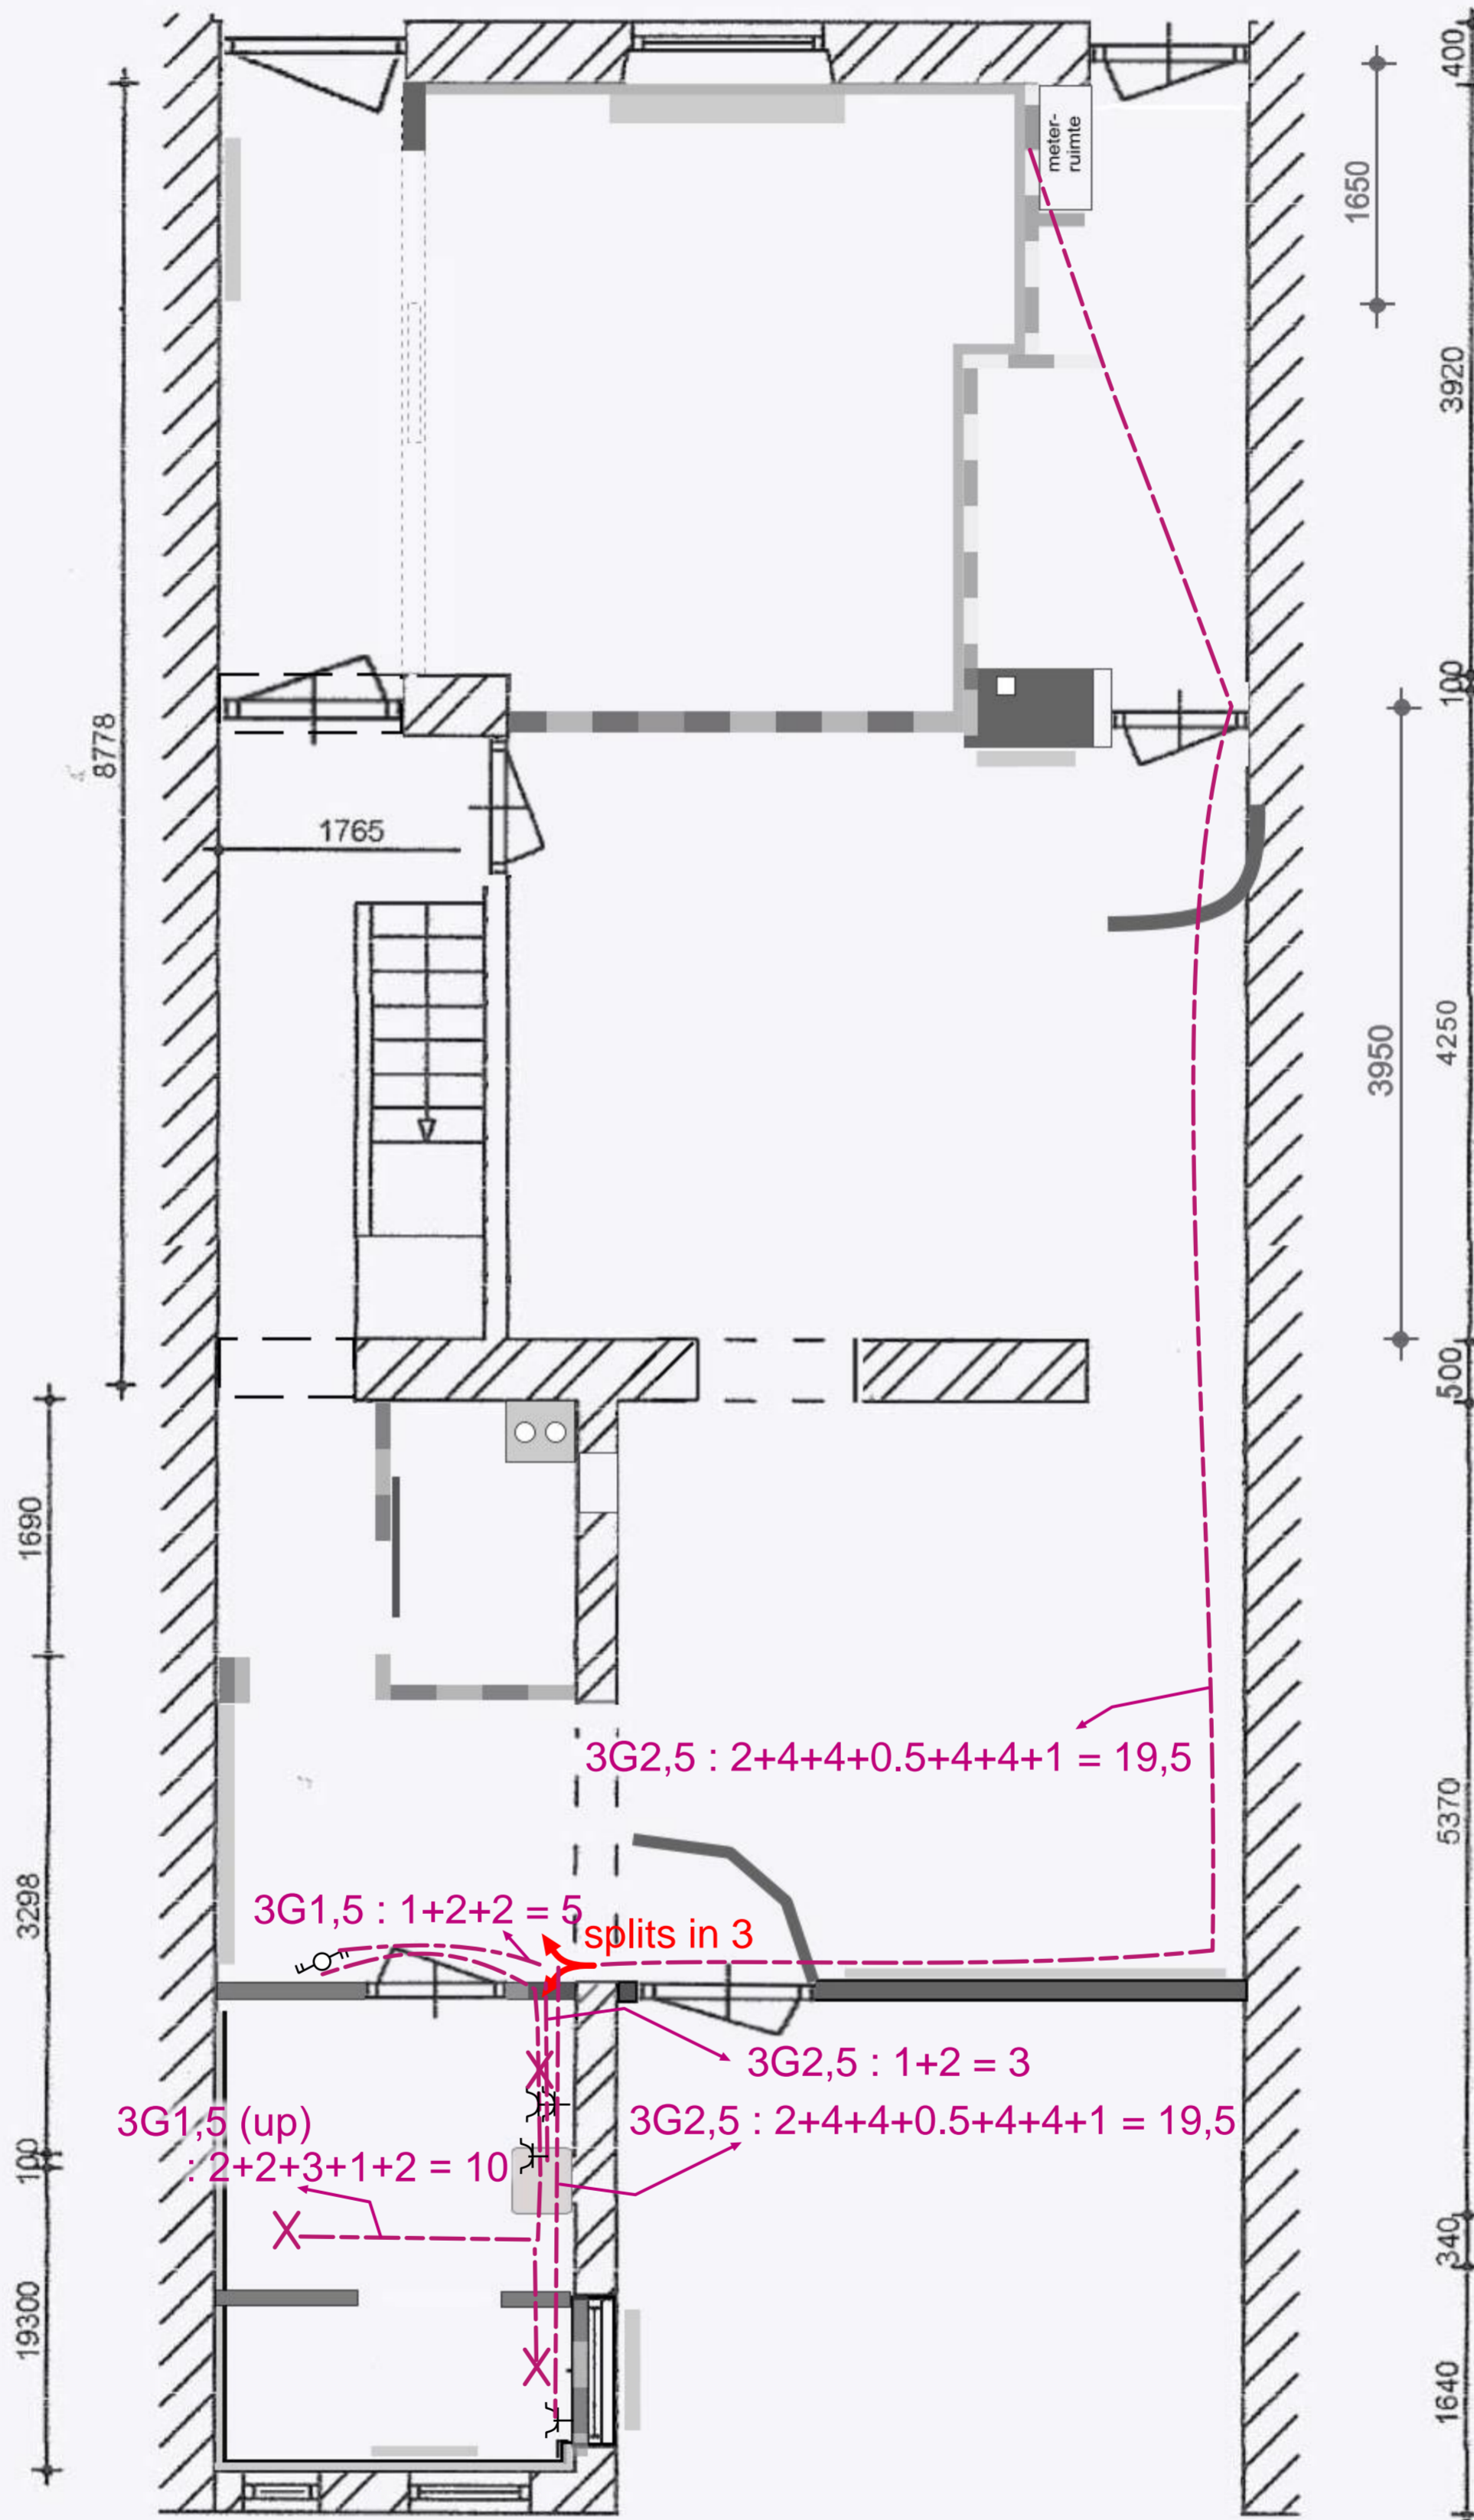 400
meter-
ruimte
1650
3920
100
8778
1765
4250
3950
500
1690
3G2,5 : 2+4+4+0.5+4+4+1 = 19,5
5370
3298
3G1,5 : 1+2+2 = 5
splits in 3
3G2,5 : 1+2 = 3
3G1,5 (up)
: 2+2+3+1+2 = 10
3G2,5 : 2+4+4+0.5+4+4+1 = 19,5
100
340
19300
1640